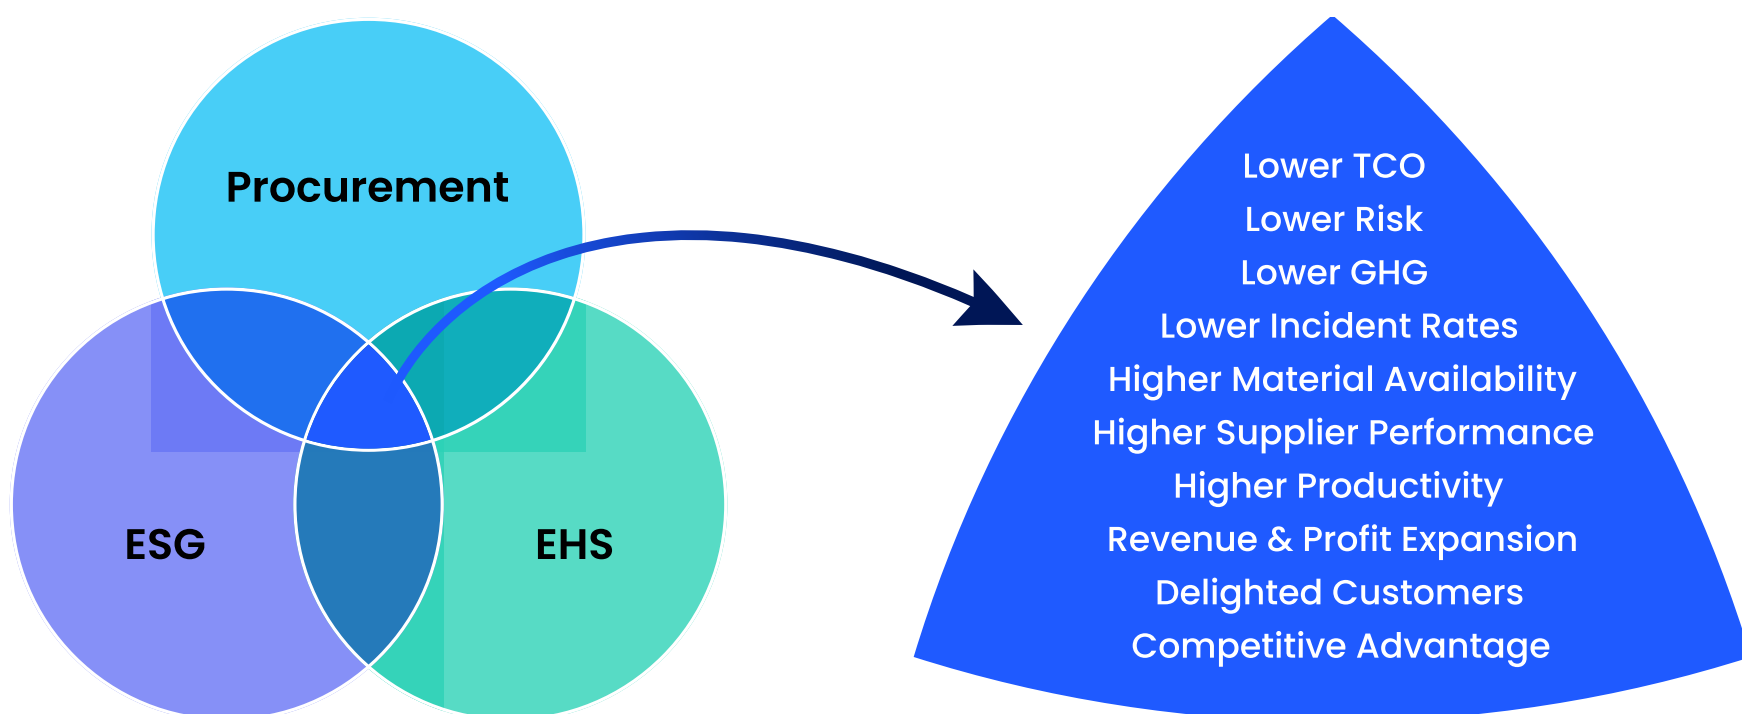 Procurement
ESG
EHS
Lower TCO
Lower Risk
Lower GHG
Lower Incident Rates
Higher Material Availability
Higher Supplier Performance
Higher Productivity
Revenue & Profit Expansion
Delighted Customers
Competitive Advantage